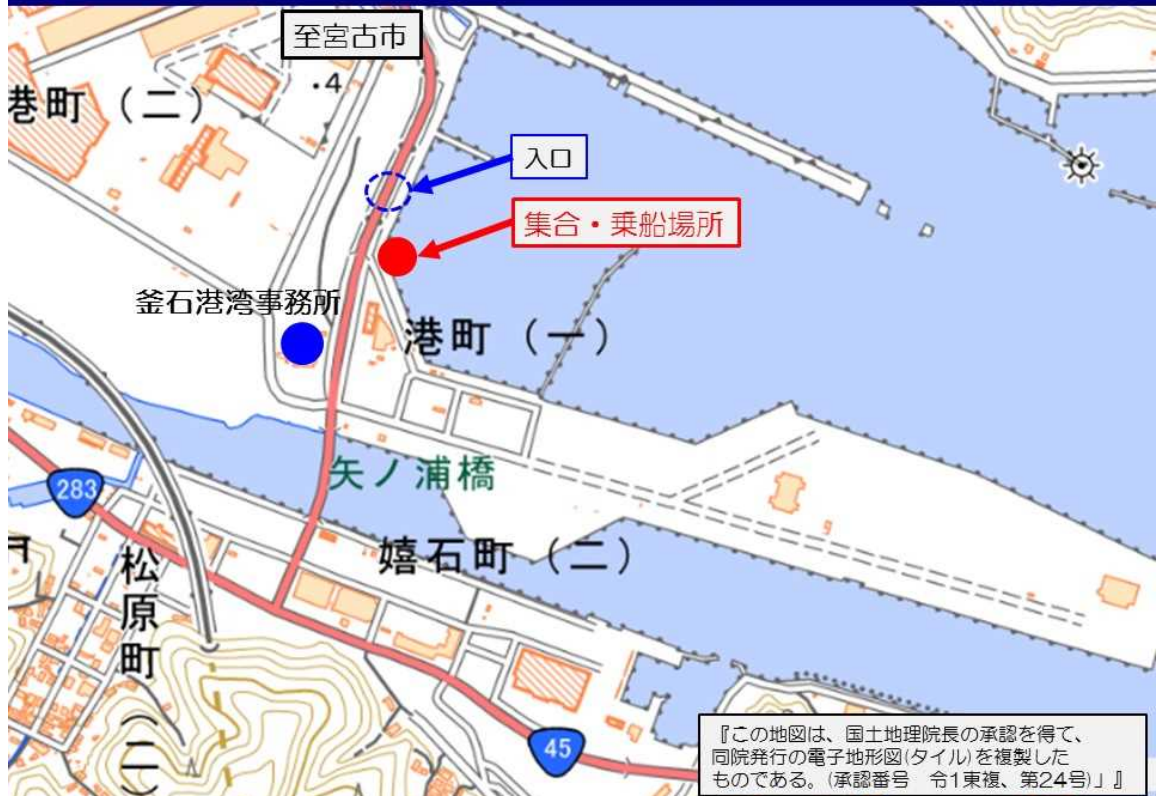 至宮古市
・4
港町（二）
入口
集合・乗船場所
釜石港湾事務所
港町（一）
矢ノ浦橋
283
嬉石町（二）
松原町（二）
45
『この地図は、国土地理院長の承認を得て、
同院発行の電子地形図(タイル)を複製した
ものである。(承認番号　令1東複、第24号)」』